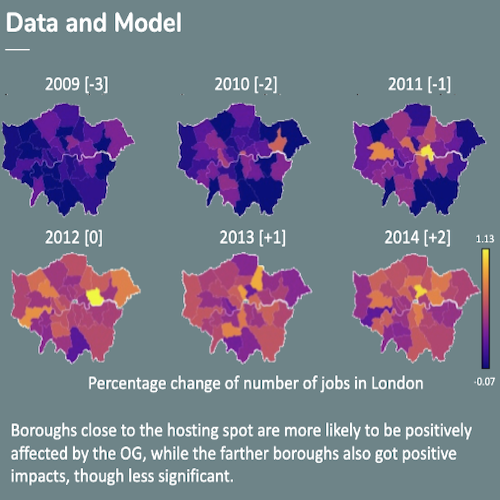 Data and Model
2009 [-3]
2010 [-2]
2011 [-1]
2012 [0]
2013 [+1]
2014 [+2]
1.13
-0.07
Percentage change of number of jobs in London
Boroughs close to the hosting spot are more likely to be positively
affected by the OG, while the farther boroughs also got positive
impacts, though less significant.